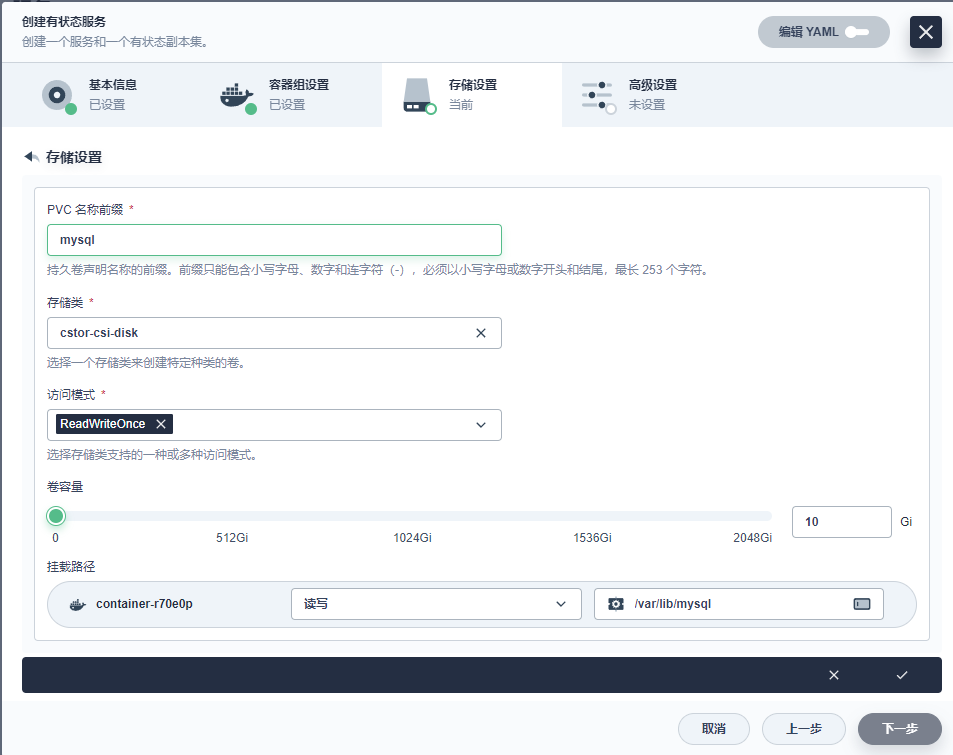 创建有状态服务
创建一个服务和一个有状态副本集。
编辑 YAML
基本信息
已设置
容器组设置
已设置
存储设置
当前
高级设置
未设置
存储设置
PVC 名称前缀 *
mysql
持久卷声明名称的前缀。前缀只能包含小写字母、数字和连字符（-），必须以小写字母或数字开头和结尾，最长 253 个字符。
存储类 *
cstor-csi-disk
选择一个存储类来创建特定种类的卷。
访问模式 *
ReadWriteOnce
选择存储类支持的一种或多种访问模式。
卷容量
0 512Gi 1024Gi 1536Gi 2048Gi
10 Gi
挂载路径
container-r70e0p 读写 /var/lib/mysql
取消 上一步 下一步